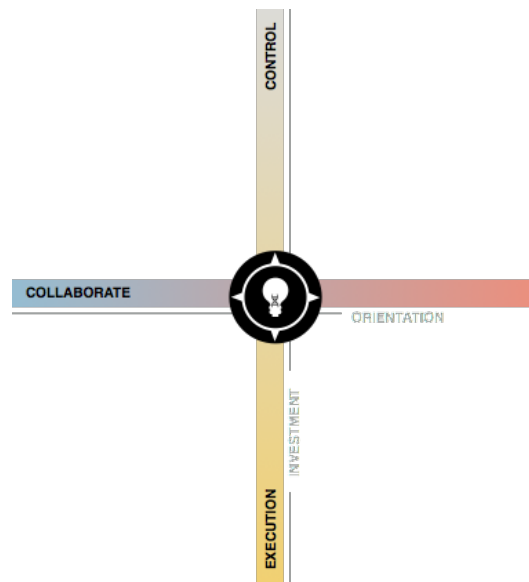 CONTROL
COLLABORATE
ORIENTATION
INVESTMENT
EXECUTION